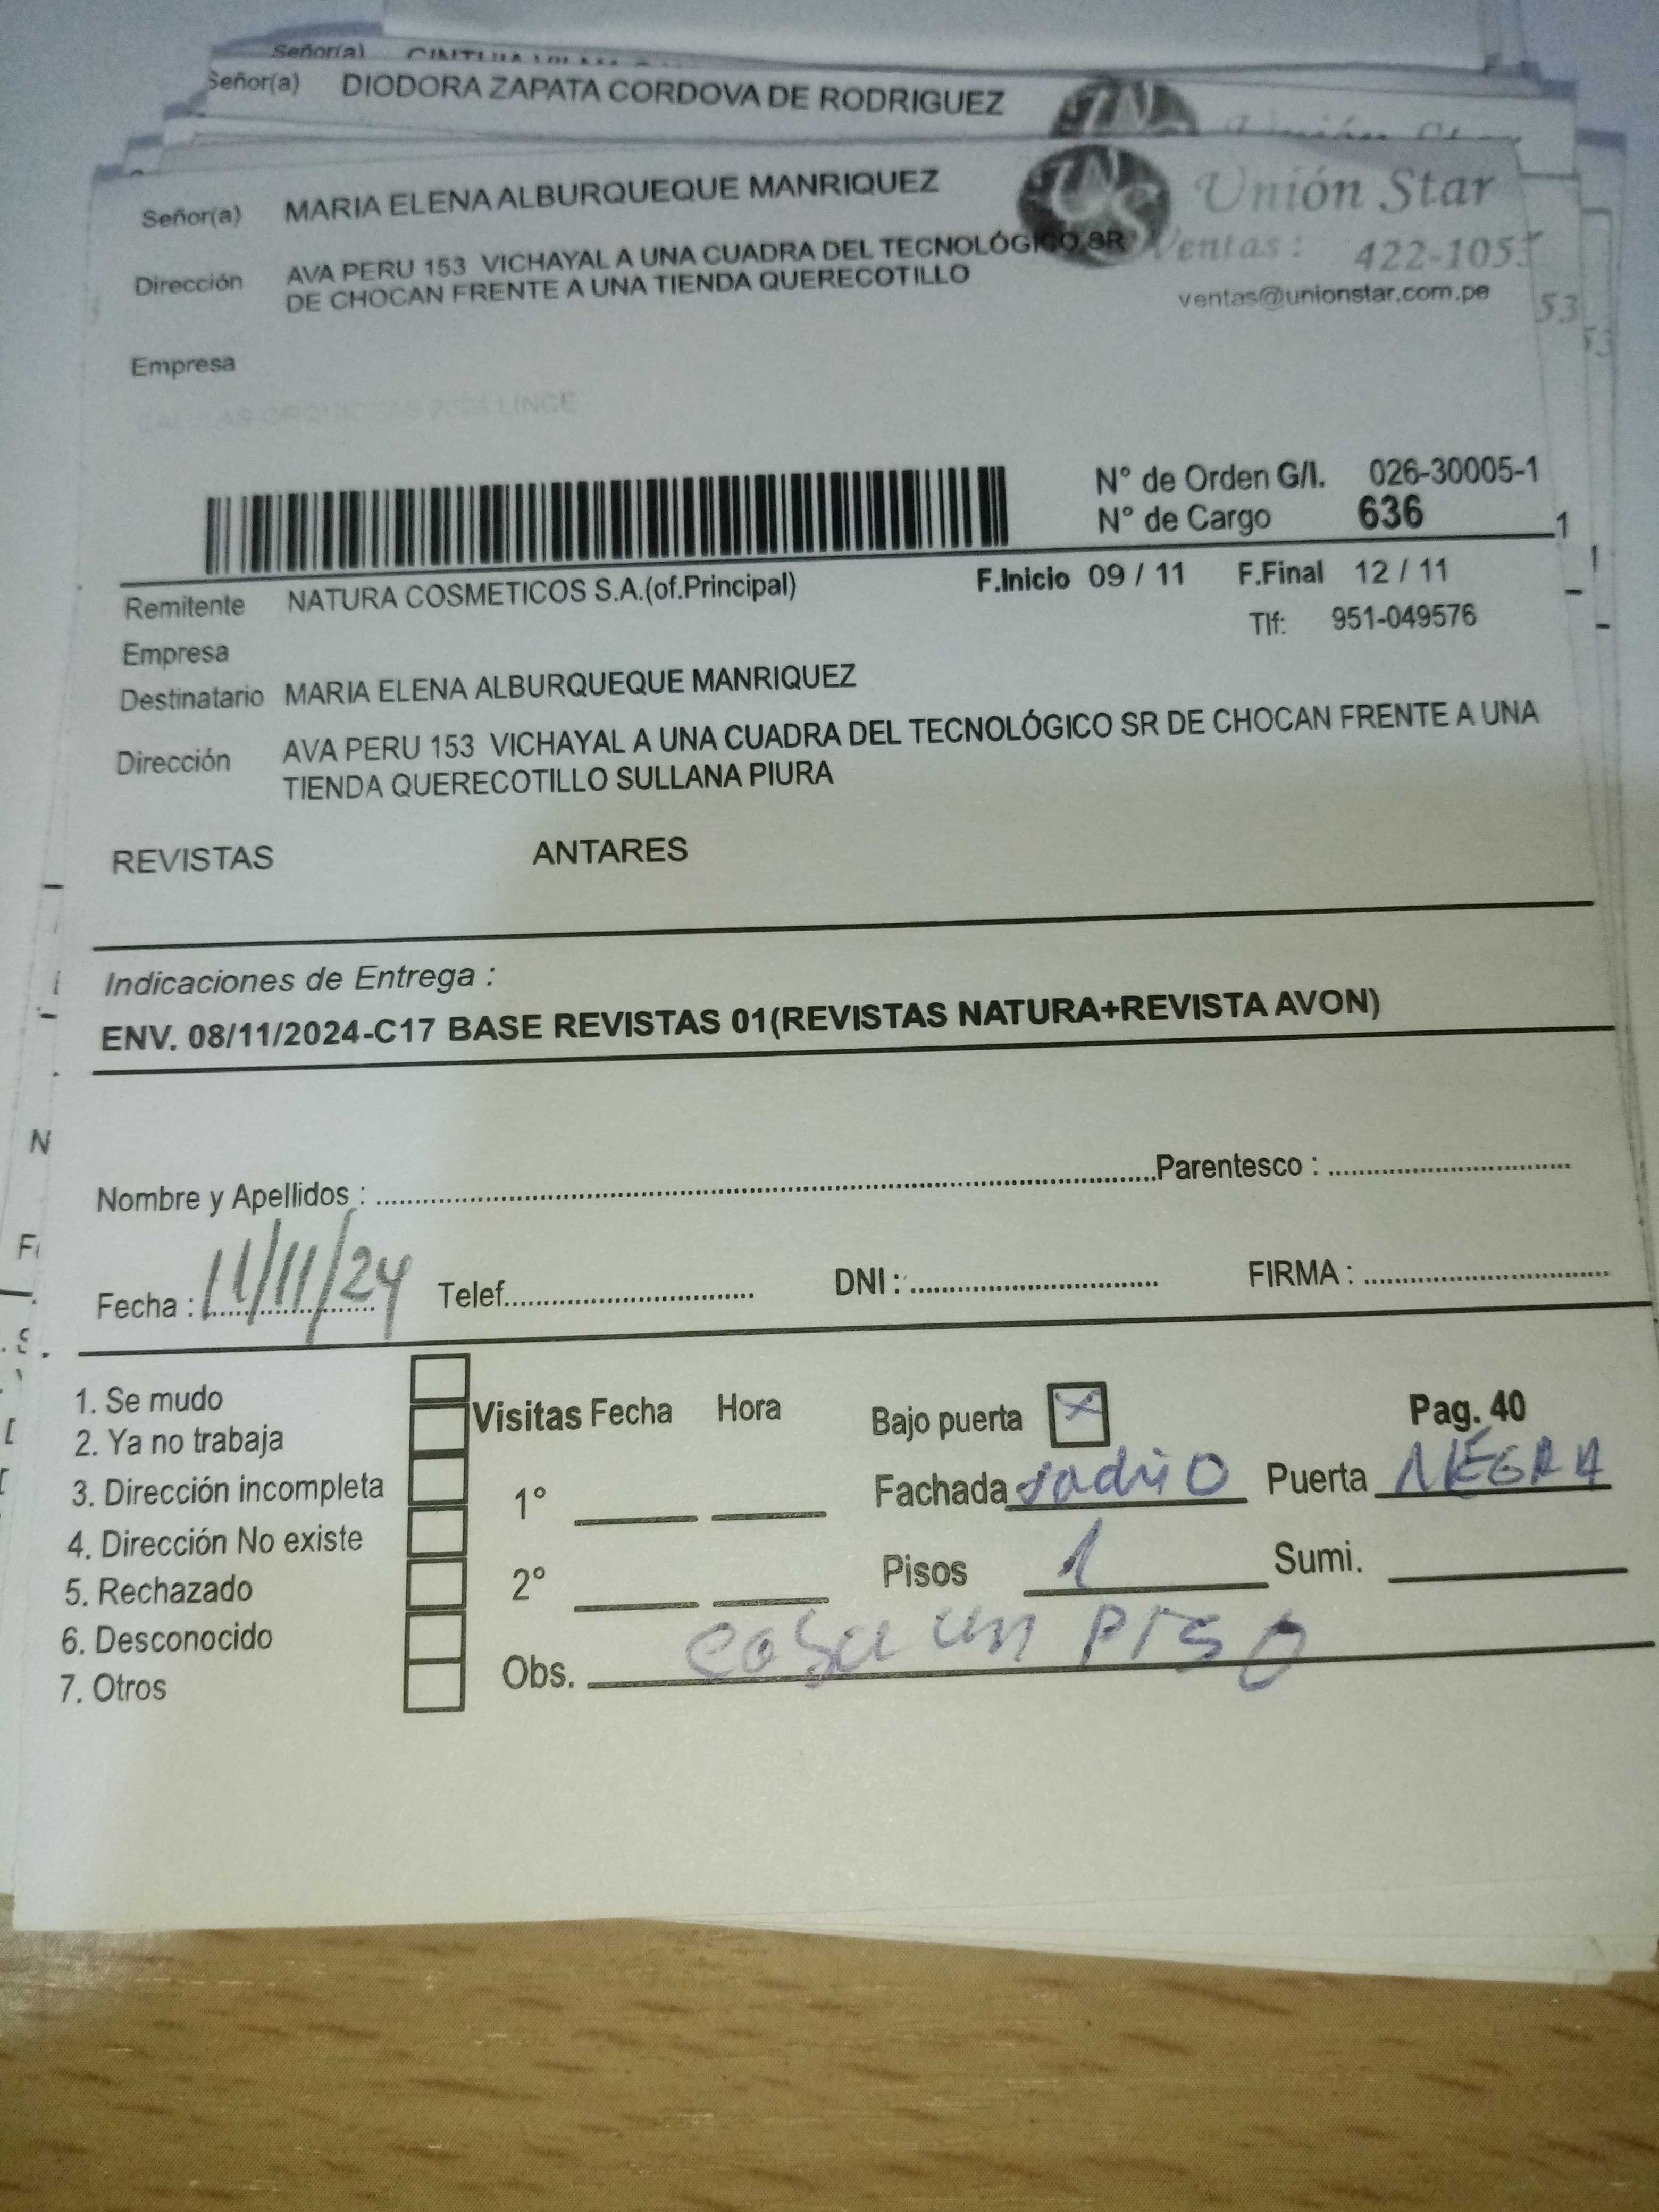 Señor(a)
Señor(a) DIODORA ZAPATA CORDOVA DE RODRIGUEZ
Señor(a) MARIA ELENA ALBURQUEQUE MANRIQUEZ
Unión Star
Dirección AVA PERU 153 VICHAYAL A UNA CUADRA DEL TECNOLÓGICO SR
DE CHOCAN FRENTE A UNA TIENDA QUERECOTILLO
Ventas : 422-1053
ventas@unionstar.com.pe
53
53
Empresa
N° de Orden G/I. 026-30005-1
N° de Cargo 636 1
Remitente NATURA COSMETICOS S.A.(of.Principal) F.Inicio 09 / 11 F.Final 12 / 11
Tlf: 951-049576
Empresa
Destinatario MARIA ELENA ALBURQUEQUE MANRIQUEZ
Dirección AVA PERU 153 VICHAYAL A UNA CUADRA DEL TECNOLÓGICO SR DE CHOCAN FRENTE A UNA
TIENDA QUERECOTILLO SULLANA PIURA
REVISTAS ANTARES
Indicaciones de Entrega :
ENV. 08/11/2024-C17 BASE REVISTAS 01(REVISTAS NATURA+REVISTA AVON)
N
Nombre y Apellidos : Parentesco :
Fecha : 11/11/24 Telef. DNI : FIRMA :
1. Se mudo
2. Ya no trabaja
3. Dirección incompleta
4. Dirección No existe
5. Rechazado
6. Desconocido
7. Otros
Visitas Fecha Hora
1°
2°
Bajo puerta X Pag. 40
Fachada Puerta NEGRA
Pisos 1 Sumi.
Obs. casa un piso